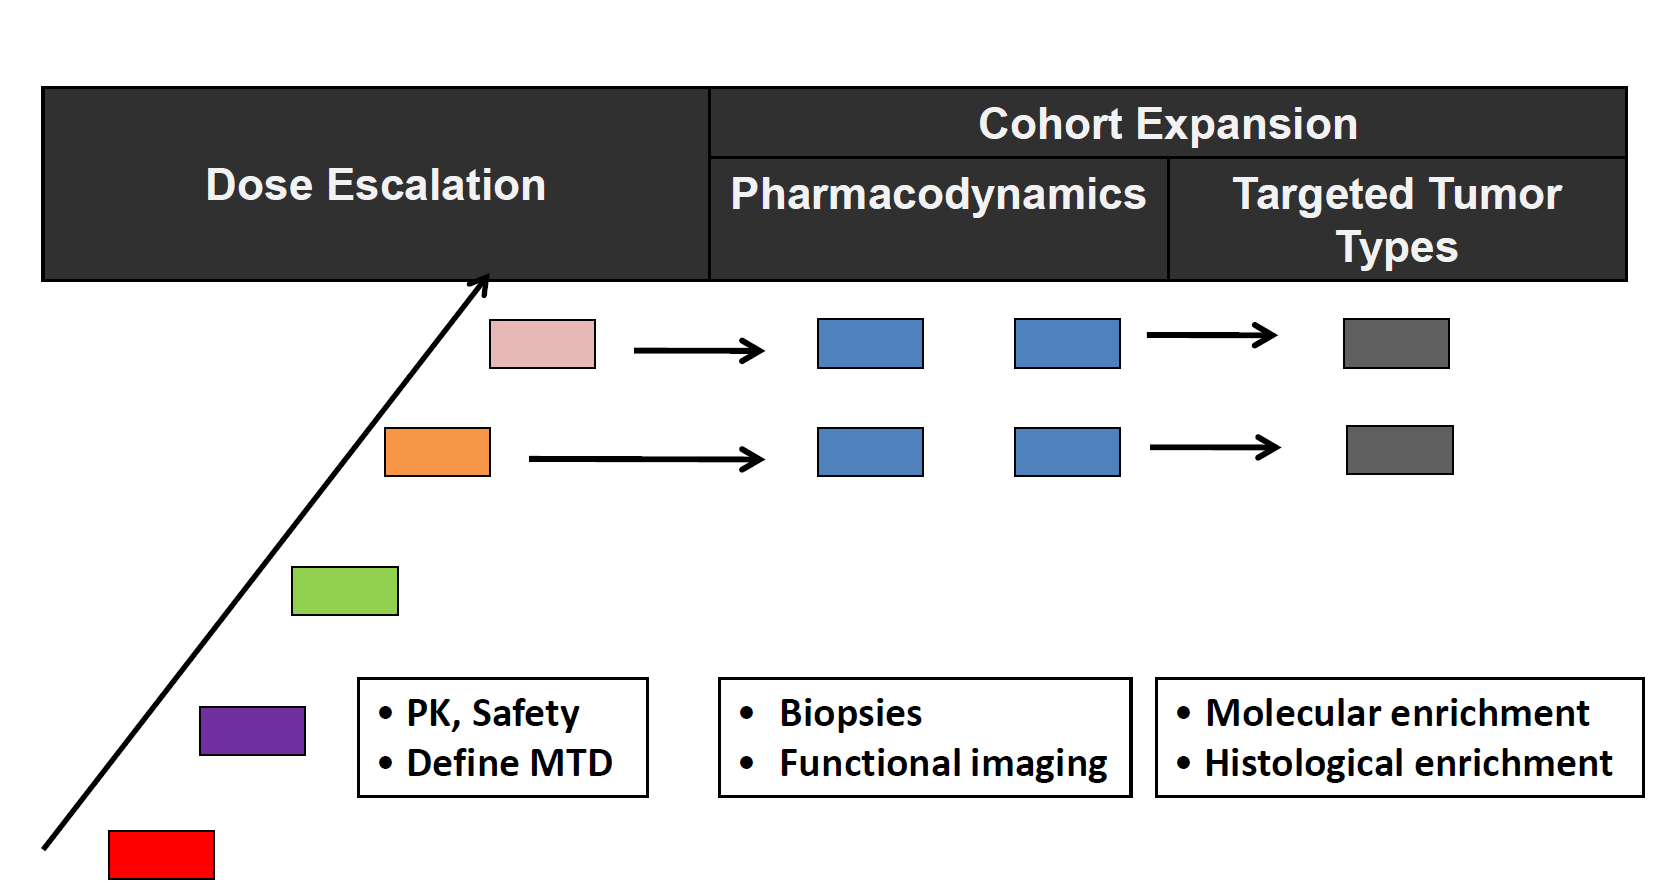 Dose Escalation
Cohort Expansion
Pharmacodynamics
Targeted Tumor
Types
• PK, Safety
• Define MTD
• Biopsies
• Functional imaging
• Molecular enrichment
• Histological enrichment